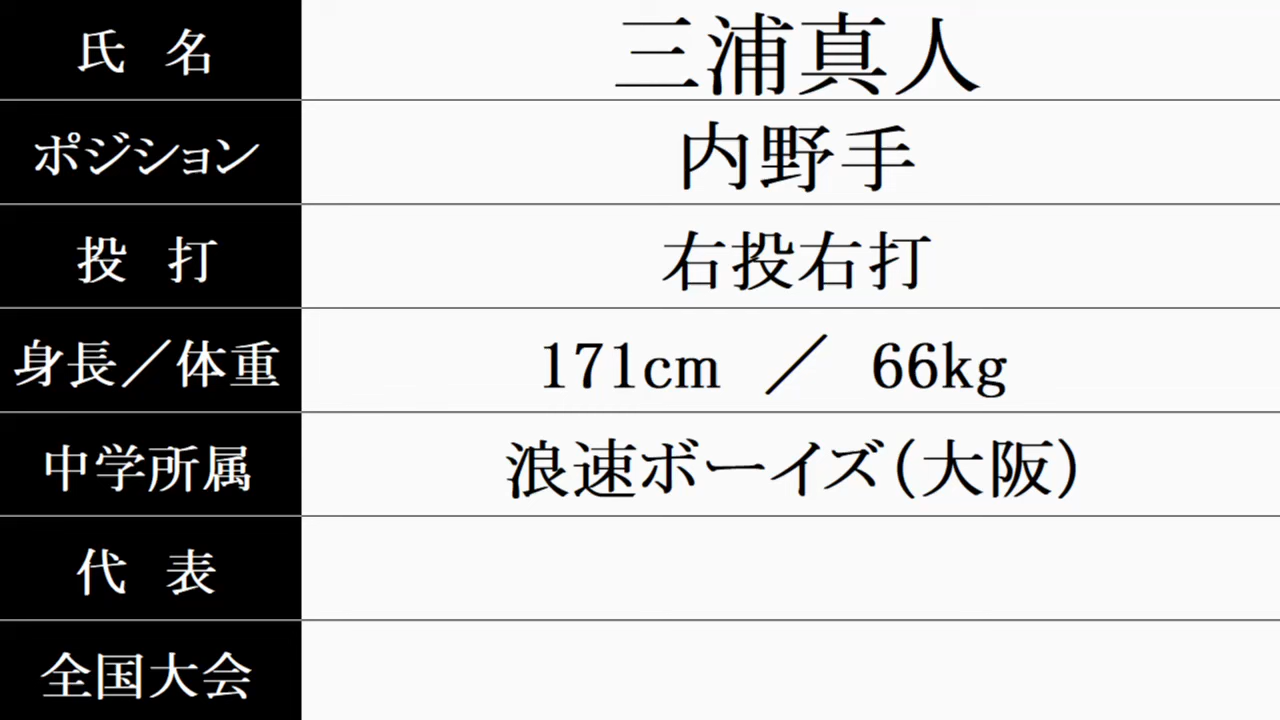 氏 名 三浦真人
ポジション 内野手
投 打 右投右打
身長／体重 171cm ／ 66kg
中学所属 浪速ボーイズ（大阪）
代 表
全国大会